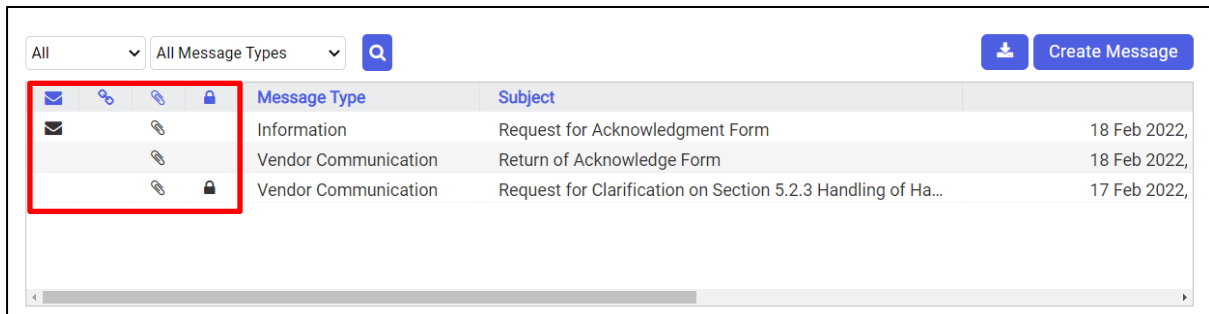 All All Message Types Create Message
Message Type Subject
Information Request for Acknowledgment Form 18 Feb 2022,
Vendor Communication Return of Acknowledge Form 18 Feb 2022,
Vendor Communication Request for Clarification on Section 5.2.3 Handling of Ha... 17 Feb 2022,